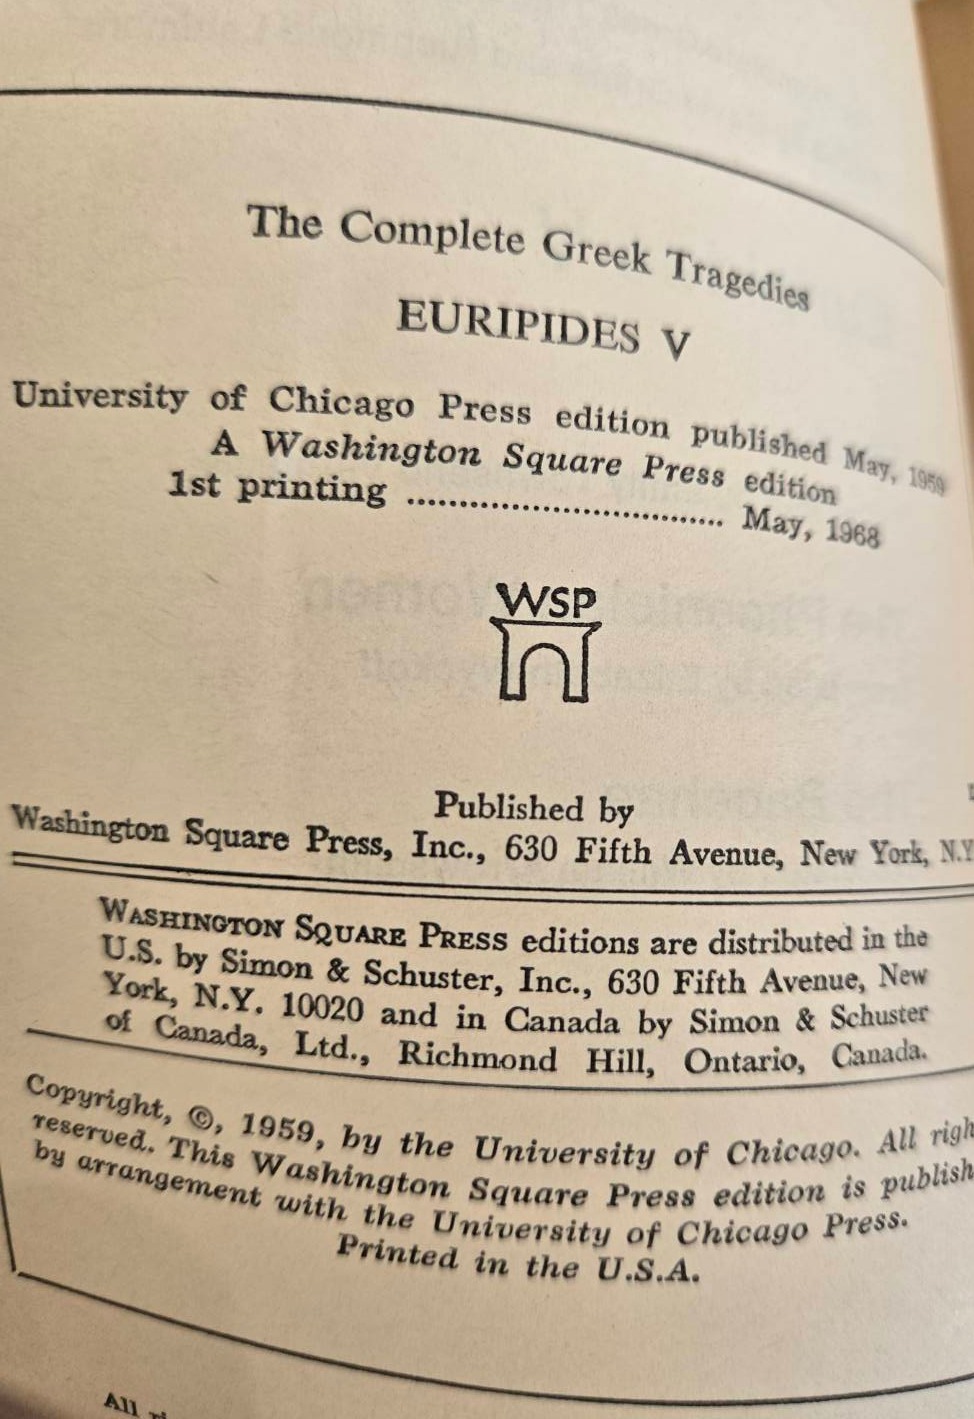 The Complete Greek Tragedies
EURIPIDES V
University of Chicago Press edition published May, 1959
A Washington Square Press edition
1st printing .................................. May, 1968
WSP
Published by
Washington Square Press, Inc., 630 Fifth Avenue, New York, N.Y
WASHINGTON SQUARE PRESS editions are distributed in the
U.S. by Simon & Schuster, Inc., 630 Fifth Avenue, New
York, N.Y. 10020 and in Canada by Simon & Schuster
of Canada, Ltd., Richmond Hill, Ontario, Canada.
Copyright, ©, 1959, by the University of Chicago. All righ
reserved. This Washington Square Press edition is publish
by arrangement with the University of Chicago Press.
Printed in the U.S.A.
All